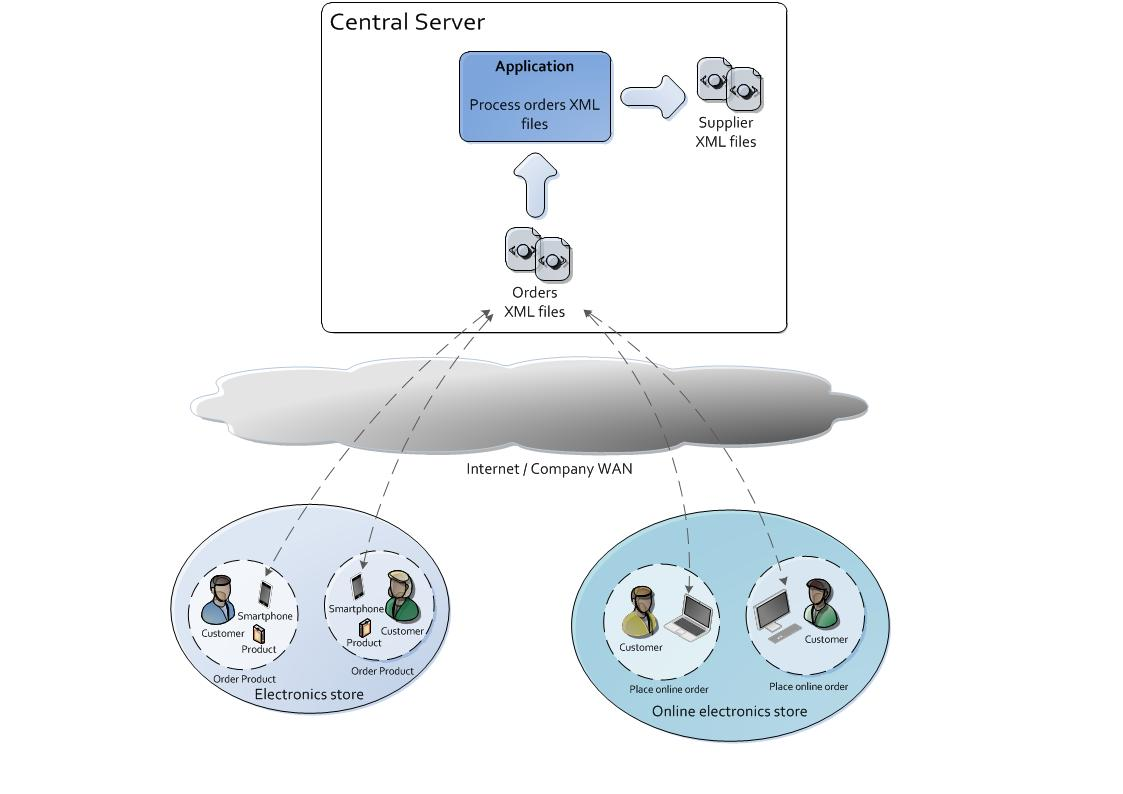 Central Server
Application
Process orders XML
files
Supplier
XML files
Orders
XML files
Internet / Company WAN
Smartphone
Customer
Product
Order Product
Smartphone
Product
Customer
Order Product
Electronics store
Customer
Place online order
Customer
Place online order
Online electronics store